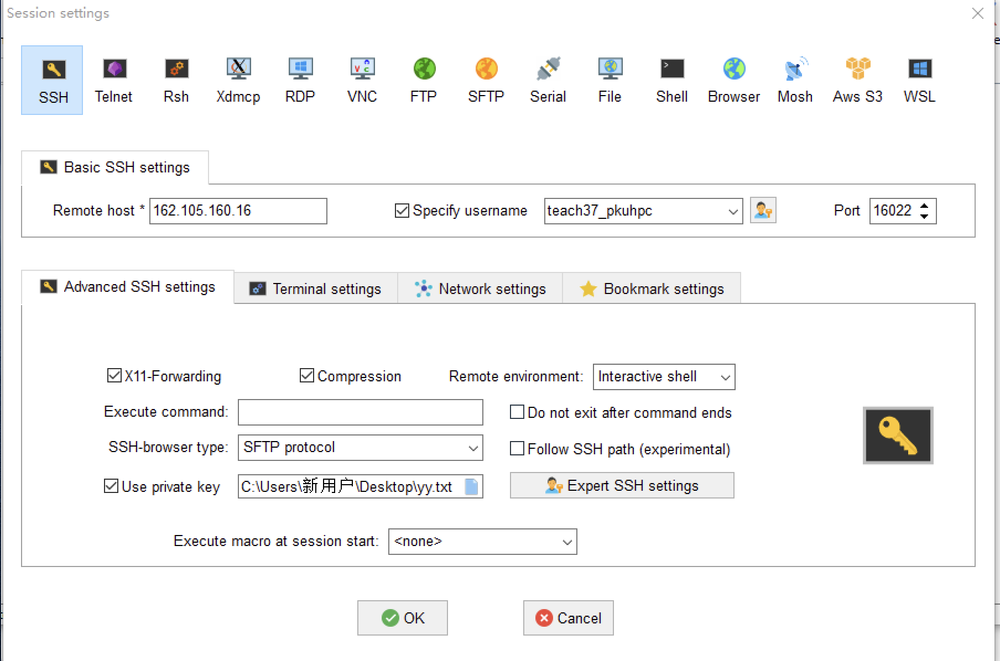 Session settings
SSH Telnet Rsh Xdmcp RDP VNC FTP SFTP Serial File Shell Browser Mosh Aws S3 WSL
Basic SSH settings
Remote host * 162.105.160.16 Specify username teach37_pkuhpc Port 16022
Advanced SSH settings Terminal settings Network settings Bookmark settings
X11-Forwarding Compression Remote environment: Interactive shell
Execute command: Do not exit after command ends
SSH-browser type: SFTP protocol Follow SSH path (experimental)
Use private key C:\Users\新用户\Desktop\yy.txt Expert SSH settings
Execute macro at session start: <none>
OK Cancel